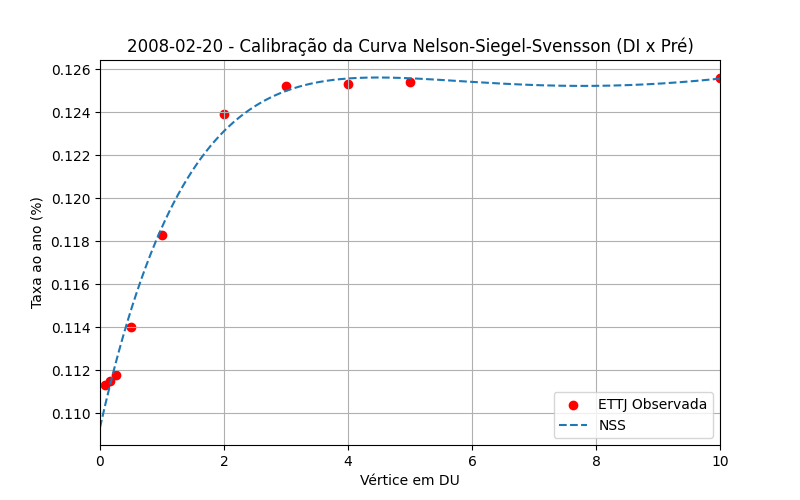 2008-02-20 - Calibração da Curva Nelson-Siegel-Svensson (DI x Pré)
Taxa ao ano (%)
0.126
0.124
0.122
0.120
0.118
0.116
0.114
0.112
0.110
ETTJ Observada
NSS
0 2 4 6 8 10
Vértice em DU